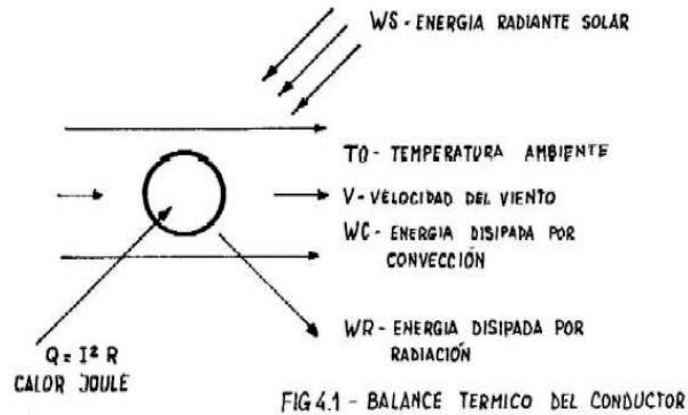 WS - ENERGIA RADIANTE SOLAR
TO - TEMPERATURA AMBIENTE
V - VELOCIDAD DEL VIENTO
WC - ENERGIA DISIPADA POR
CONVECCIÓN
WR - ENERGIA DISIPADA POR
RADIACIÓN
Q = I² R
CALOR JOULE
FIG 4.1 - BALANCE TERMICO DEL CONDUCTOR